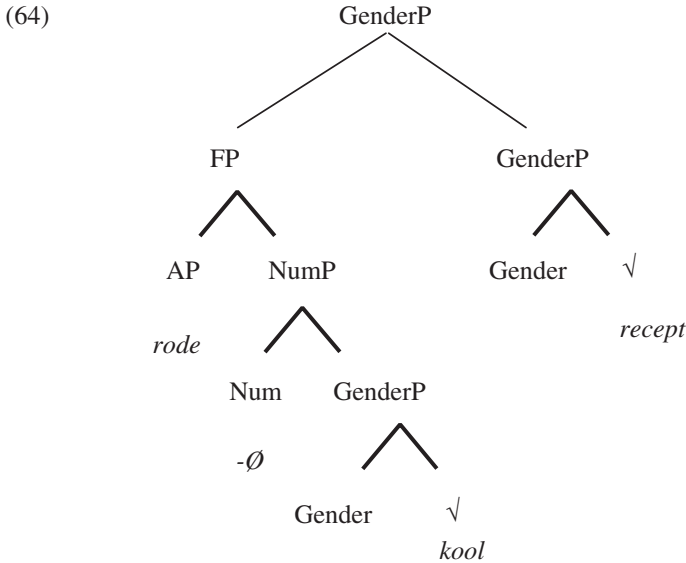 (64) GenderP
FP GenderP
AP NumP Gender √
rode recept
Num GenderP
-Ø
Gender √
kool